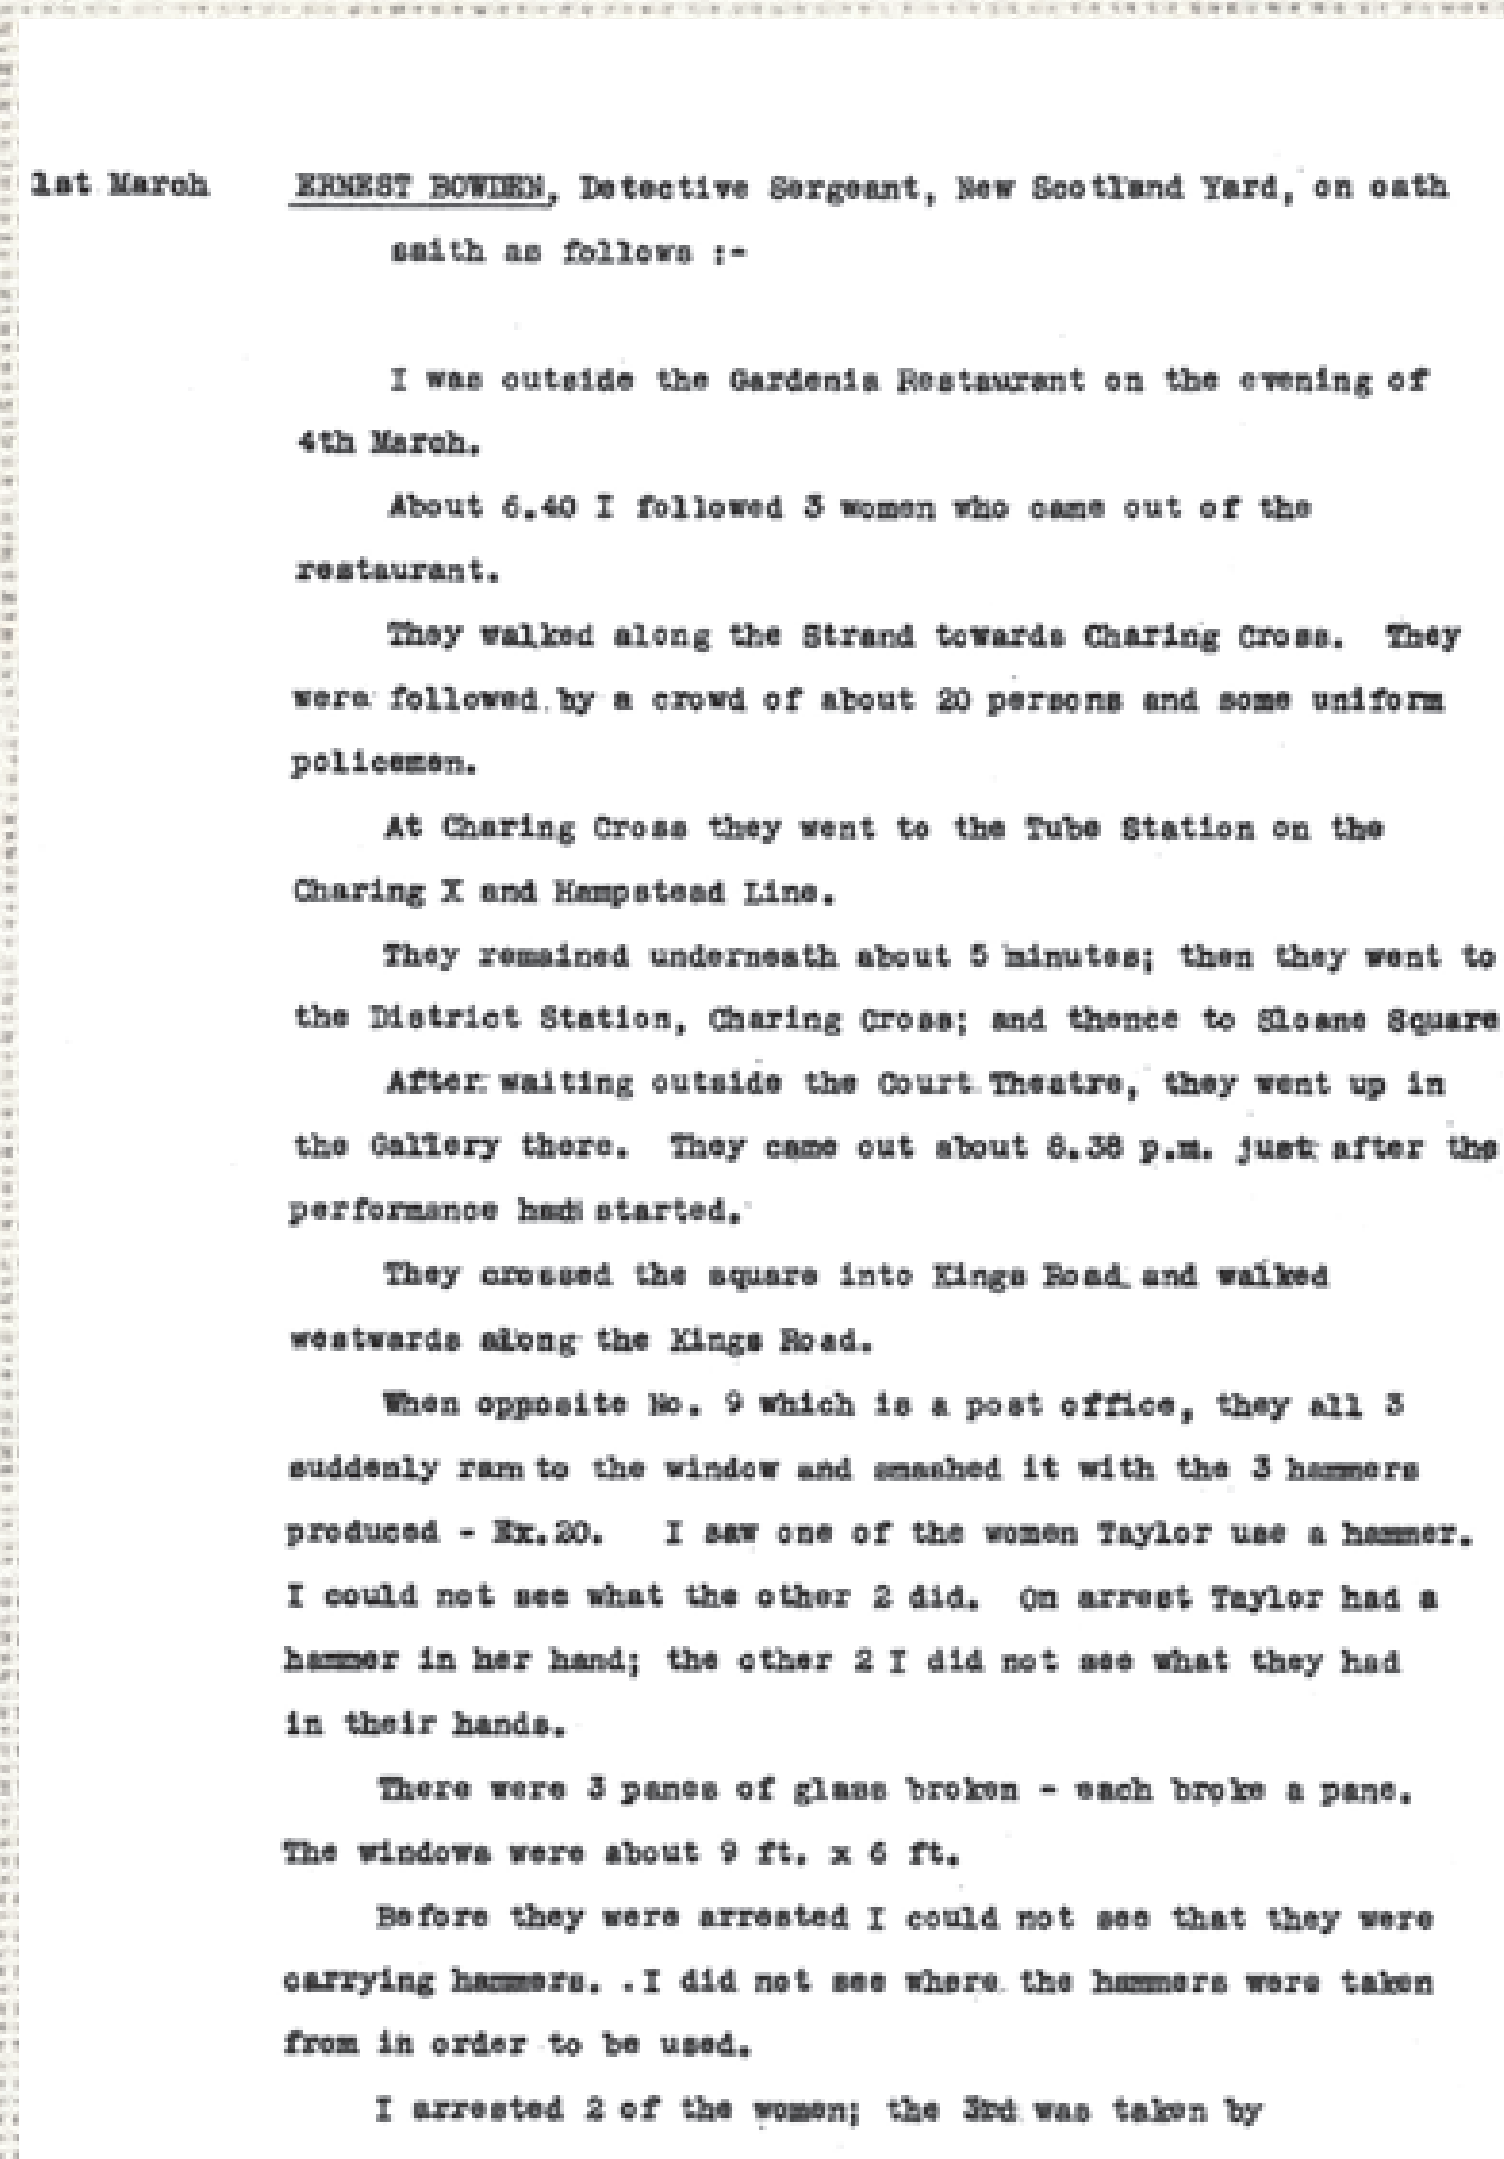 1st March ERNEST BOWDEN, Detective Sergeant, New Scotland Yard, on oath
saith as follows :-
I was outside the Gardenia Restaurant on the evening of
4th March.
About 6.40 I followed 3 women who came out of the
restaurant.
They walked along the Strand towards Charing Cross. They
were followed by a crowd of about 20 persons and some uniform
policemen.
At Charing Cross they went to the Tube Station on the
Charing X and Hampstead Line.
They remained underneath about 5 minutes; then they went to
the District Station, Charing Cross; and thence to Sloane Square
After waiting outside the Court Theatre, they went up in
the Gallery there. They came out about 8.38 p.m. just after the
performance had started.
They crossed the square into Kings Road and walked
westwards along the Kings Road.
When opposite No. 9 which is a post office, they all 3
suddenly ram to the window and smashed it with the 3 hammers
produced - Ex.20. I saw one of the women Taylor use a hammer.
I could not see what the other 2 did. On arrest Taylor had a
hammer in her hand; the other 2 I did not see what they had
in their hands.
There were 3 panes of glass broken - each broke a pane.
The windows were about 9 ft. x 6 ft.
Before they were arrested I could not see that they were
carrying hammers. .I did not see where the hammers were taken
from in order to be used.
I arrested 2 of the women; the 3rd was taken by